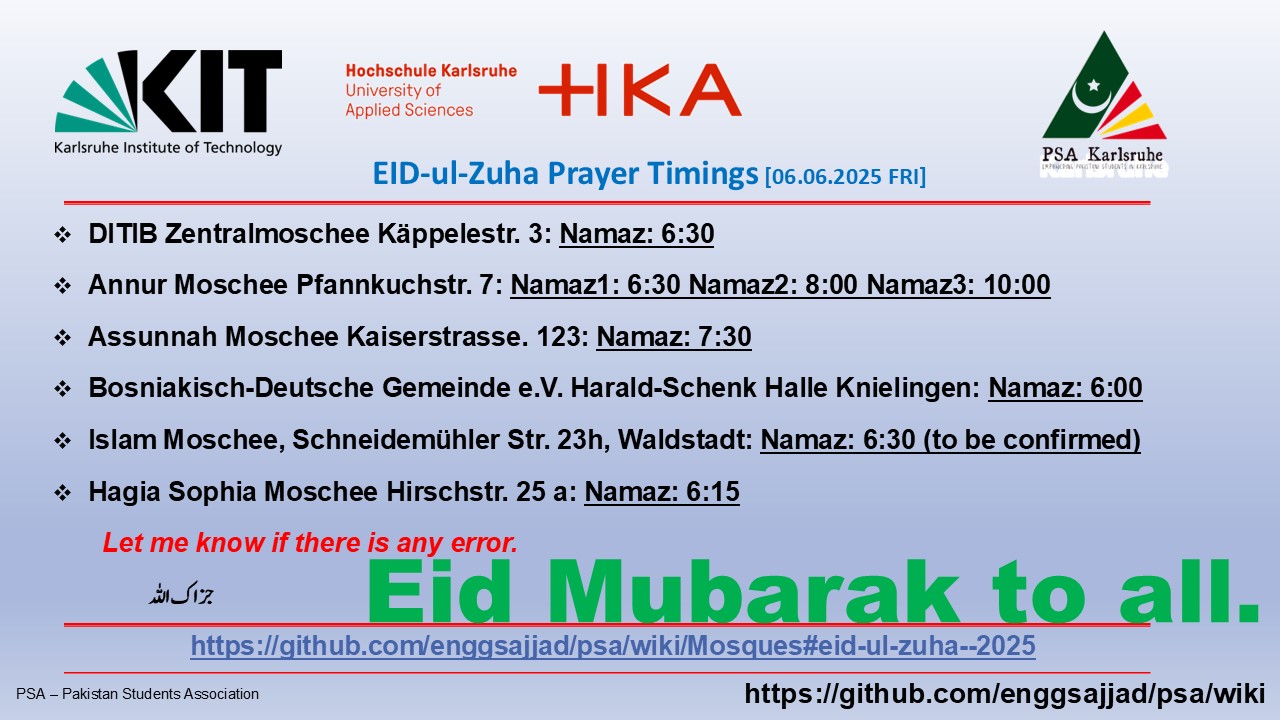 KIT
Karlsruhe Institute of Technology
Hochschule Karlsruhe
University of
Applied Sciences
HKA
PSA Karlsruhe
EMPOWERING PAKISTANI STUDENTS IN KARLSRUHE
EID-ul-Zuha Prayer Timings [06.06.2025 FRI]
❖ DITIB Zentralmoschee Käppelestr. 3: Namaz: 6:30
❖ Annur Moschee Pfannkuchstr. 7: Namaz1: 6:30 Namaz2: 8:00 Namaz3: 10:00
❖ Assunnah Moschee Kaiserstrasse. 123: Namaz: 7:30
❖ Bosniakisch-Deutsche Gemeinde e.V. Harald-Schenk Halle Knielingen: Namaz: 6:00
❖ Islam Moschee, Schneidemühler Str. 23h, Waldstadt: Namaz: 6:30 (to be confirmed)
❖ Hagia Sophia Moschee Hirschstr. 25 a: Namaz: 6:15
Let me know if there is any error.
جزاک اللہ
Eid Mubarak to all.
https://github.com/enggsajjad/psa/wiki/Mosques#eid-ul-zuha--2025
PSA – Pakistan Students Association
https://github.com/enggsajjad/psa/wiki